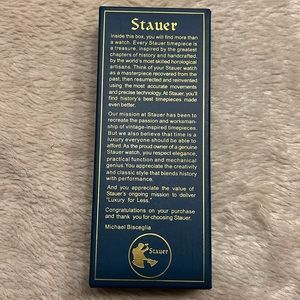 Stauer
Inside this box, you will find more than
a watch. Every Stauer timepiece is
a treasure, inspired by the greatest
chapters of history and handcrafted
by the world's most skilled horological
artisans. Think of your Stauer watch
as a masterpiece recovered from the
past, then resurrected and reinvented
using the most accurate movements
and precise technology. At Stauer, you'll
find history's best timepieces made
even better.
Our mission at Stauer has been to
recreate the passion and workman-
ship of vintage-inspired timepieces.
But we also believe that time is a
luxury everyone should be able to
afford. As the proud owner of a genuine
Stauer watch, you respect elegance,
practical function and mechanical
genius. You appreciate the creativity
and classic style that blends history
with performance.
And you appreciate the value of
Stauer's ongoing mission to deliver
"Luxury for Less."
Congratulations on your purchase
and thank you for choosing Stauer.
Michael Bisceglia
Stauer